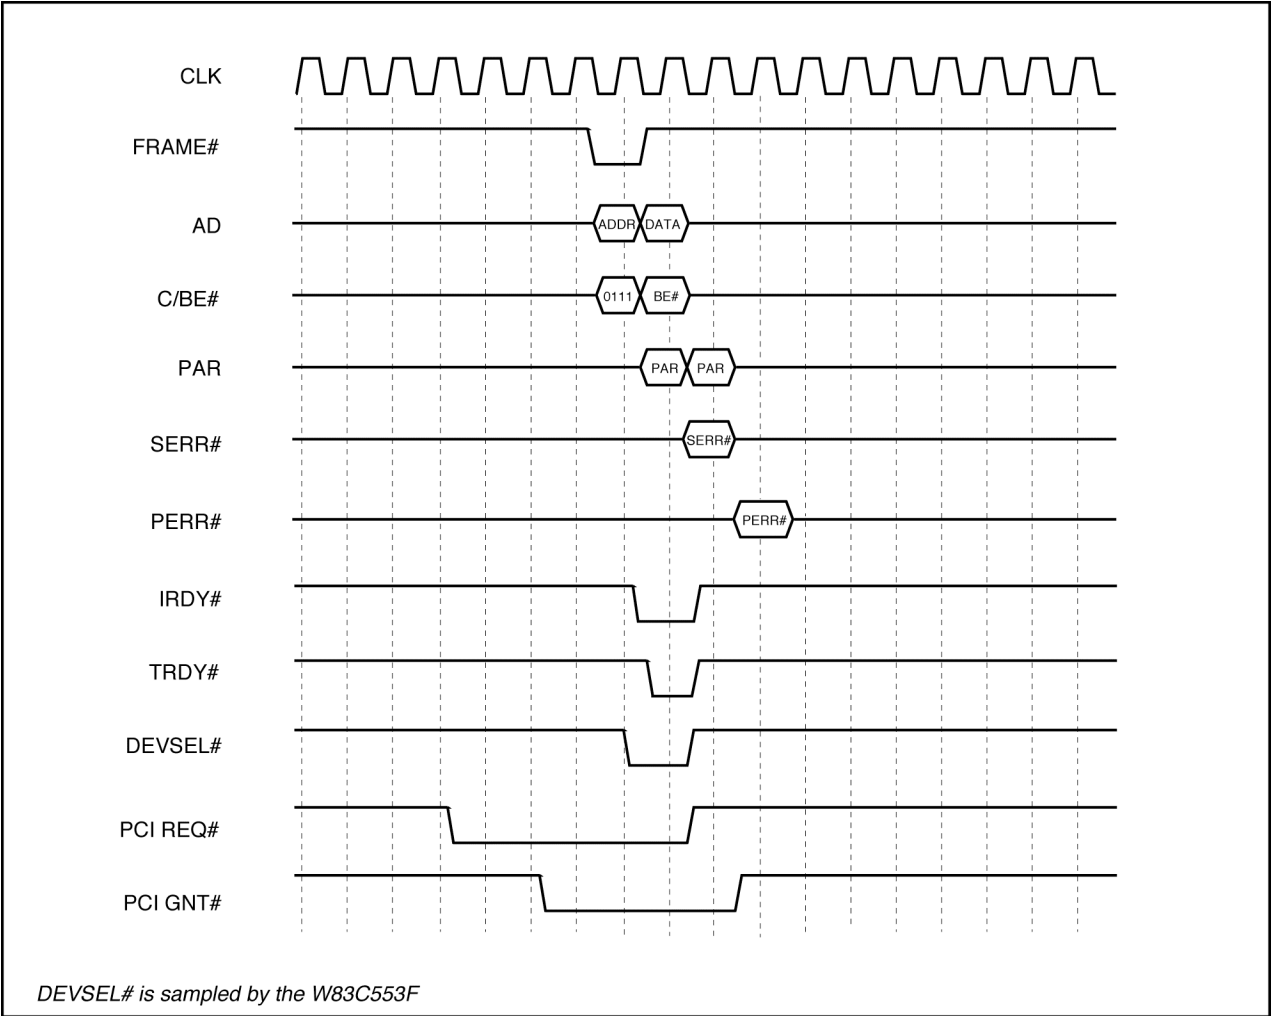 CLK
FRAME#
AD
ADDR DATA
C/BE#
0111 BE#
PAR
PAR PAR
SERR#
SERR#
PERR#
PERR#
IRDY#
TRDY#
DEVSEL#
PCI REQ#
PCI GNT#
DEVSEL# is sampled by the W83C553F